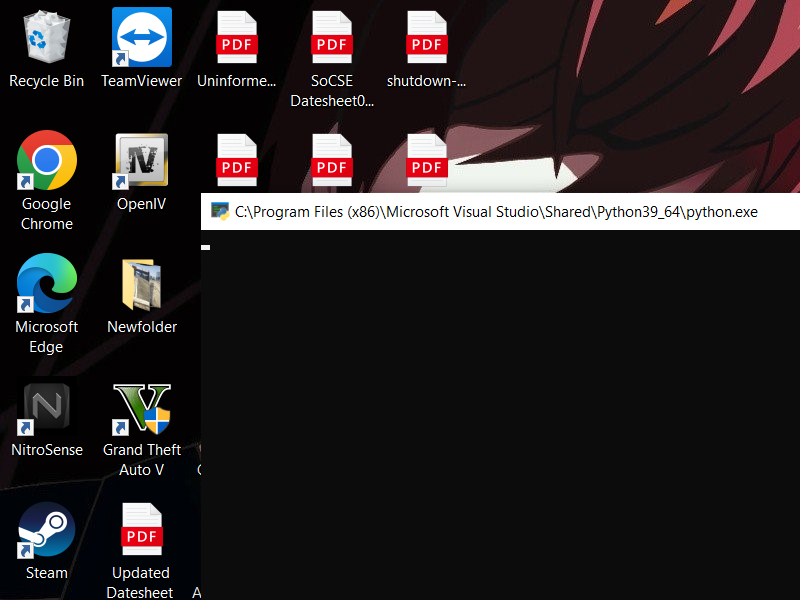 Recycle Bin
TeamViewer
Uninforme...
SoCSE
Datesheet0...
shutdown-...
PDF
PDF
PDF
Google
Chrome
OpenIV
PDF
PDF
PDF
C:\Program Files (x86)\Microsoft Visual Studio\Shared\Python39_64\python.exe
Microsoft
Edge
Newfolder
NitroSense
Grand Theft
Auto V
Steam
PDF
Updated
Datesheet